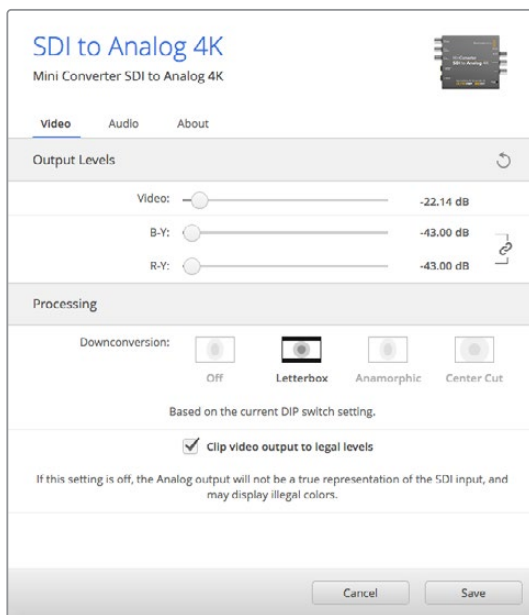 SDI to Analog 4K
Mini Converter SDI to Analog 4K
Video Audio About
Output Levels
Video: -22.14 dB
B-Y: -43.00 dB
R-Y: -43.00 dB
Processing
Downconversion:
Off Letterbox Anamorphic Center Cut
Based on the current DIP switch setting.
Clip video output to legal levels
If this setting is off, the Analog output will not be a true representation of the SDI input, and
may display illegal colors.
Cancel Save